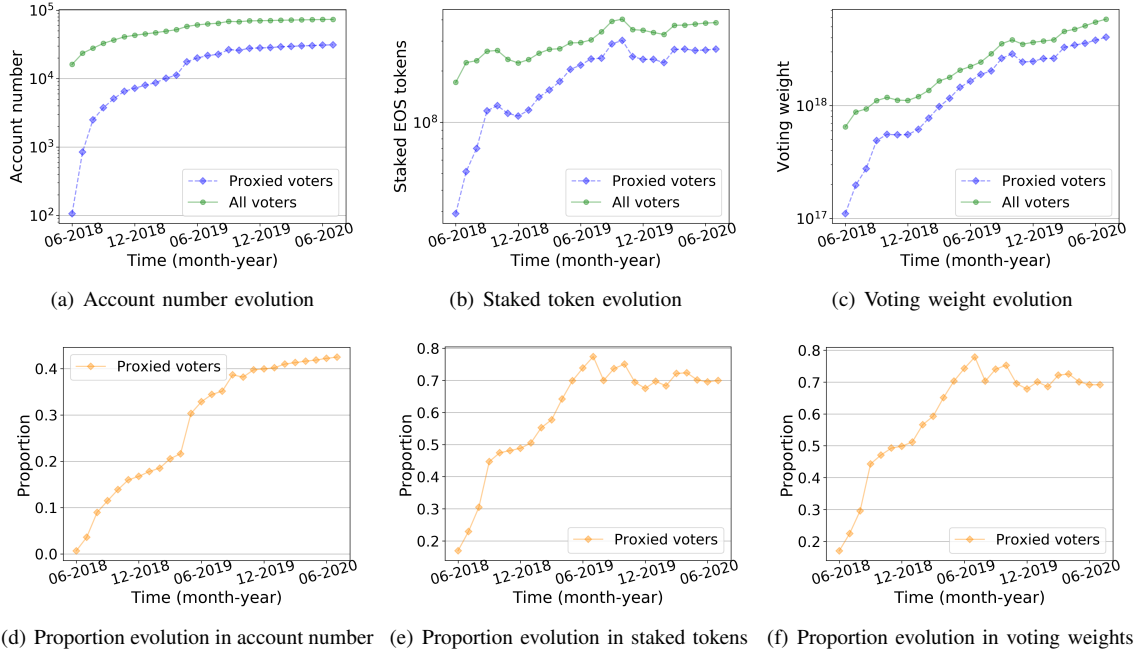 10^5
10^4
10^3
10^2
Account number
Proxied voters
All voters
06-2018
12-2018
06-2019
12-2019
06-2020
Time (month-year)
(a) Account number evolution
10^8
Staked EOS tokens
Proxied voters
All voters
06-2018
12-2018
06-2019
12-2019
06-2020
Time (month-year)
(b) Staked token evolution
10^18
10^17
Voting weight
Proxied voters
All voters
06-2018
12-2018
06-2019
12-2019
06-2020
Time (month-year)
(c) Voting weight evolution
Proxied voters
0.4
0.3
0.2
0.1
0.0
Proportion
06-2018
12-2018
06-2019
12-2019
06-2020
Time (month-year)
(d) Proportion evolution in account number
0.8
0.7
0.6
0.5
0.4
0.3
0.2
Proportion
Proxied voters
06-2018
12-2018
06-2019
12-2019
06-2020
Time (month-year)
(e) Proportion evolution in staked tokens
0.8
0.7
0.6
0.5
0.4
0.3
0.2
Proportion
Proxied voters
06-2018
12-2018
06-2019
12-2019
06-2020
Time (month-year)
(f) Proportion evolution in voting weights